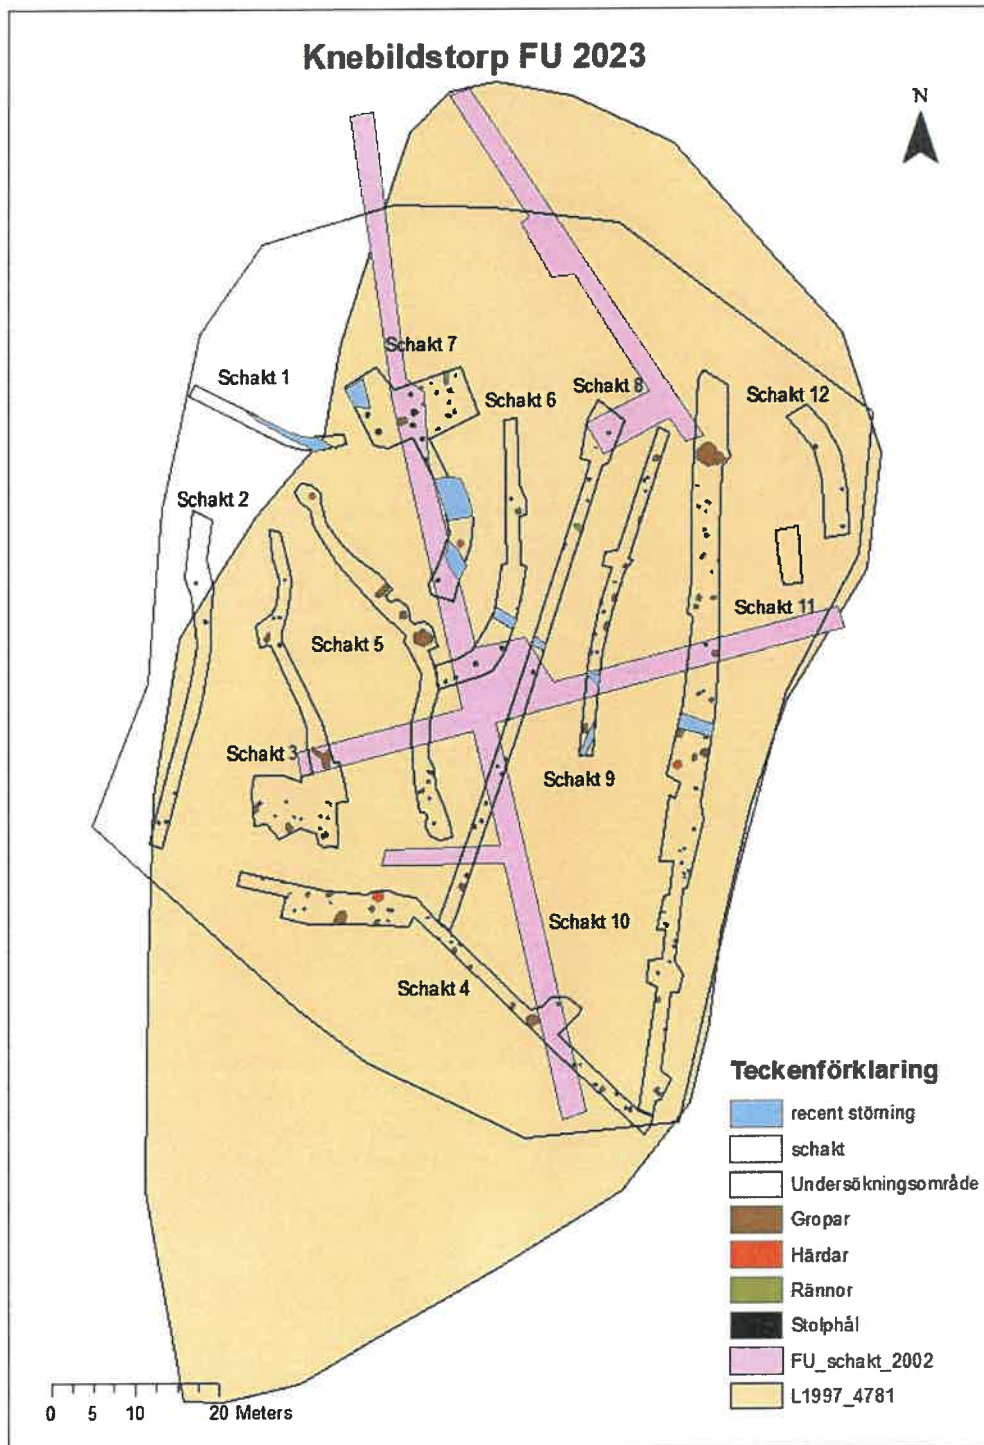 Knebildstorp FU 2023
N
Schakt 7
Schakt 1
Schakt 6
Schakt 8
Schakt 12
Schakt 2
Schakt 11
Schakt 5
Schakt 3
Schakt 9
Schakt 10
Schakt 4
Teckenförklaring
recent störning
schakt
Undersökningsområde
Gropar
Härdar
Rännor
Stolphål
FU_schakt_2002
L1997_4781
0 5 10 20 Meters